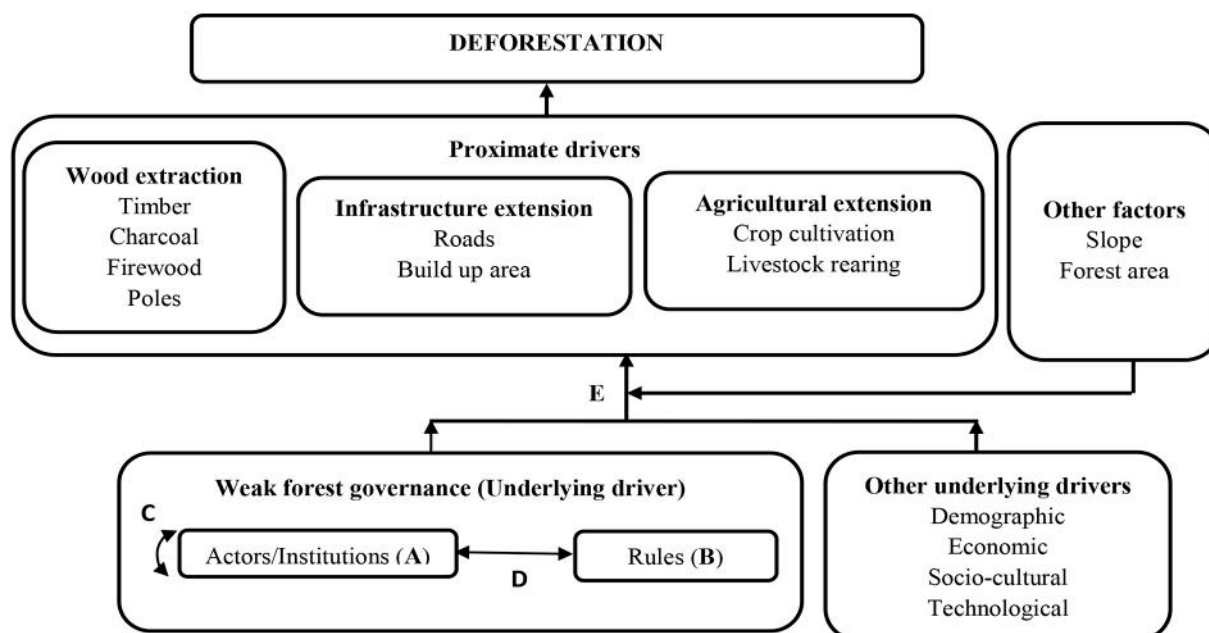 DEFORESTATION
Proximate drivers
Wood extraction
Timber
Charcoal
Firewood
Poles
Infrastructure extension
Roads
Build up area
Agricultural extension
Crop cultivation
Livestock rearing
Other factors
Slope
Forest area
E
Weak forest governance (Underlying driver)
C
Actors/Institutions (A)
D
Rules (B)
Other underlying drivers
Demographic
Economic
Socio-cultural
Technological